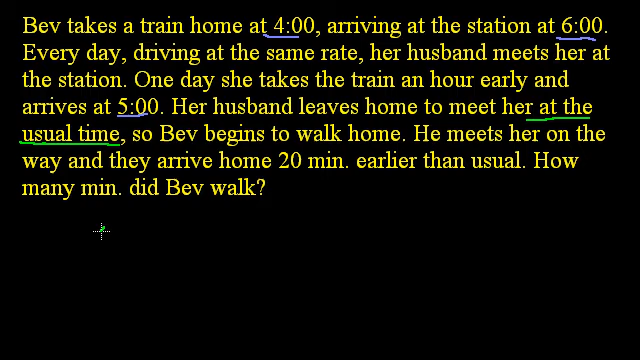 Bev takes a train home at 4:00, arriving at the station at 6:00.
Every day, driving at the same rate, her husband meets her at
the station. One day she takes the train an hour early and
arrives at 5:00. Her husband leaves home to meet her at the
usual time, so Bev begins to walk home. He meets her on the
way and they arrive home 20 min. earlier than usual. How
many min. did Bev walk?